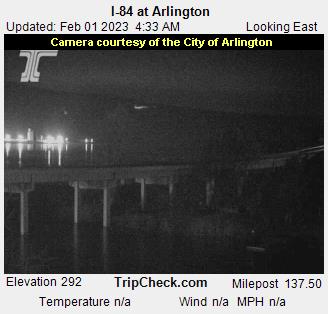 I-84 at Arlington
Updated: Feb 01 2023 4:33 AM Looking East
Camera courtesy of the City of Arlington
Elevation 292 TripCheck.com Milepost 137.50
Temperature n/a Wind n/a MPH n/a